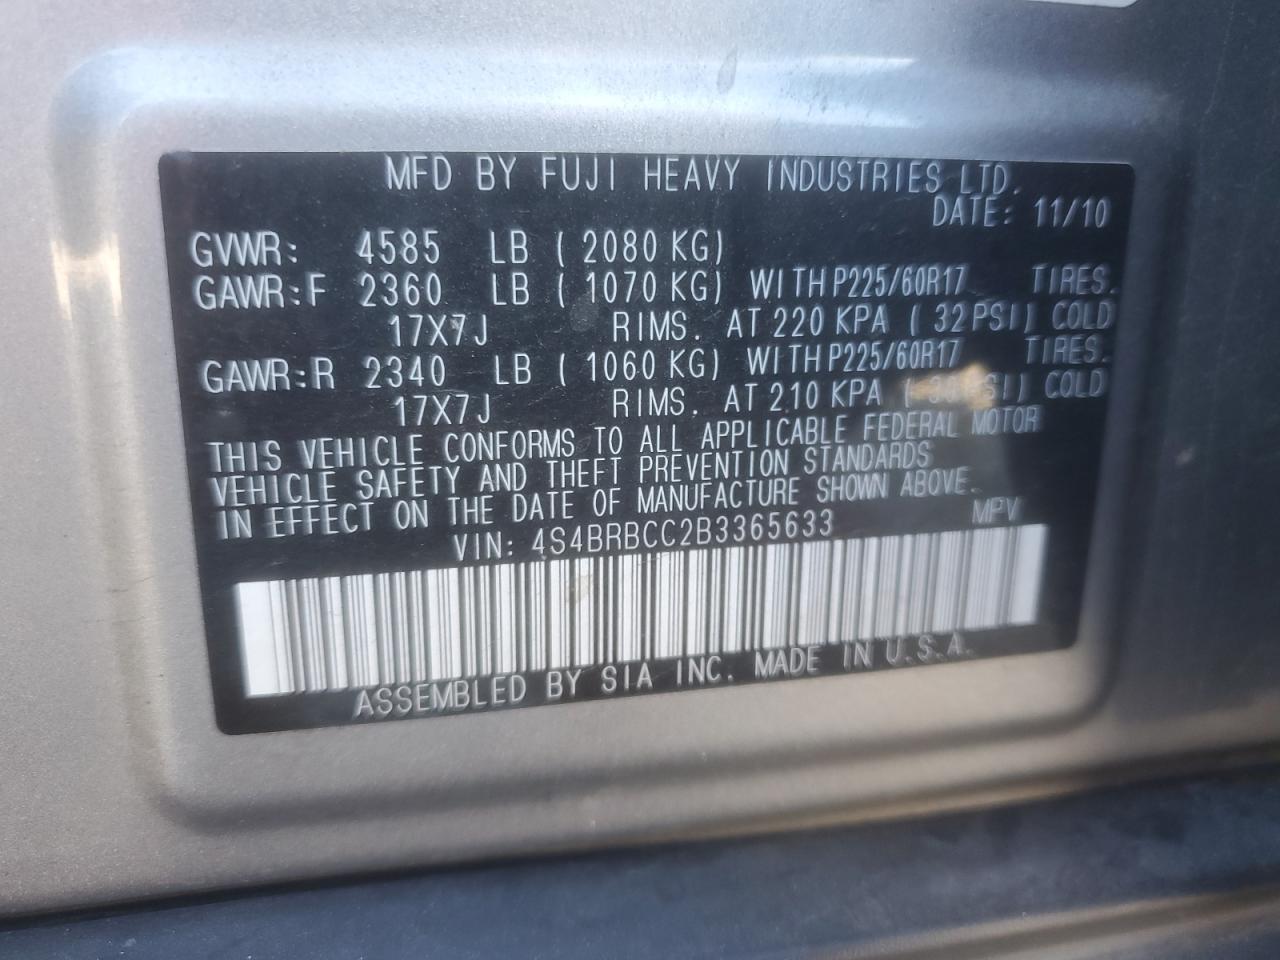 MFD BY FUJI HEAVY INDUSTRIES LTD.
DATE: 11/10
GVWR: 4585 LB ( 2080 KG)
GAWR:F 2360 LB ( 1070 KG) WITH P225/60R17 TIRES.
17X7J RIMS. AT 220 KPA ( 32 PSI) COLD
GAWR:R 2340 LB ( 1060 KG) WITH P225/60R17 TIRES.
17X7J RIMS. AT 210 KPA ( 30 PSI) COLD
THIS VEHICLE CONFORMS TO ALL APPLICABLE FEDERAL MOTOR
VEHICLE SAFETY AND THEFT PREVENTION STANDARDS
IN EFFECT ON THE DATE OF MANUFACTURE SHOWN ABOVE.
VIN: 4S4BRBCC2B3365633 MPV
ASSEMBLED BY SIA INC. MADE IN U.S.A.